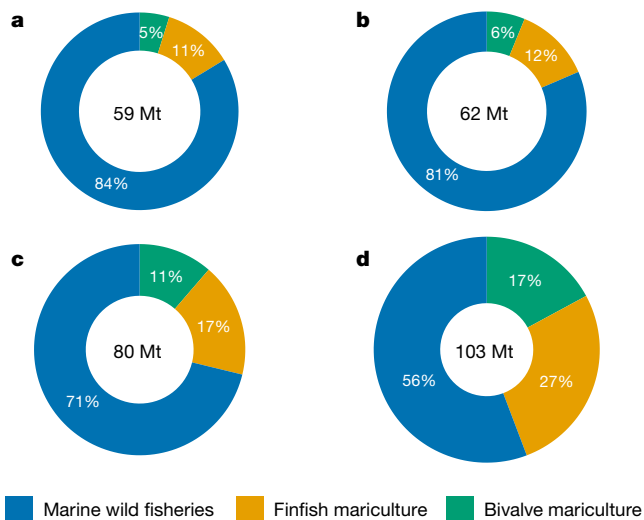 a
5%
11%
59 Mt
84%
b
6%
12%
62 Mt
81%
c
11%
17%
80 Mt
71%
d
17%
27%
103 Mt
56%
Marine wild fisheries
Finfish mariculture
Bivalve mariculture